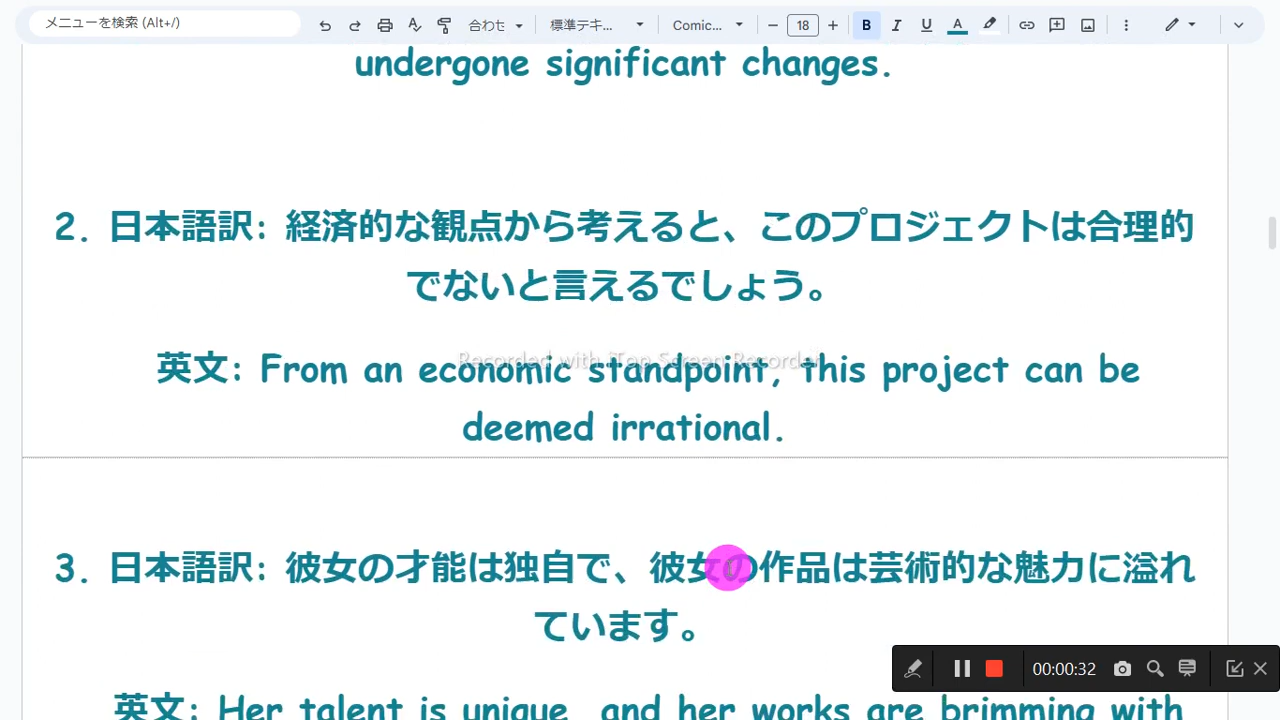 メニューを検索 (Alt+/)
合わせ
標準テキ...
Comic...
18
B
I
U
A
undergone significant changes.
2. 日本語訳: 経済的な観点から考えると、このプロジェクトは合理的
でないと言えるでしょう。
Recorded with iTop Screen Recorder
英文: From an economic standpoint, this project can be
deemed irrational.
3. 日本語訳: 彼女の才能は独自で、彼女の作品は芸術的な魅力に溢れ
ています。
00:00:32
英文: Her talent is unique, and her works are brimming with